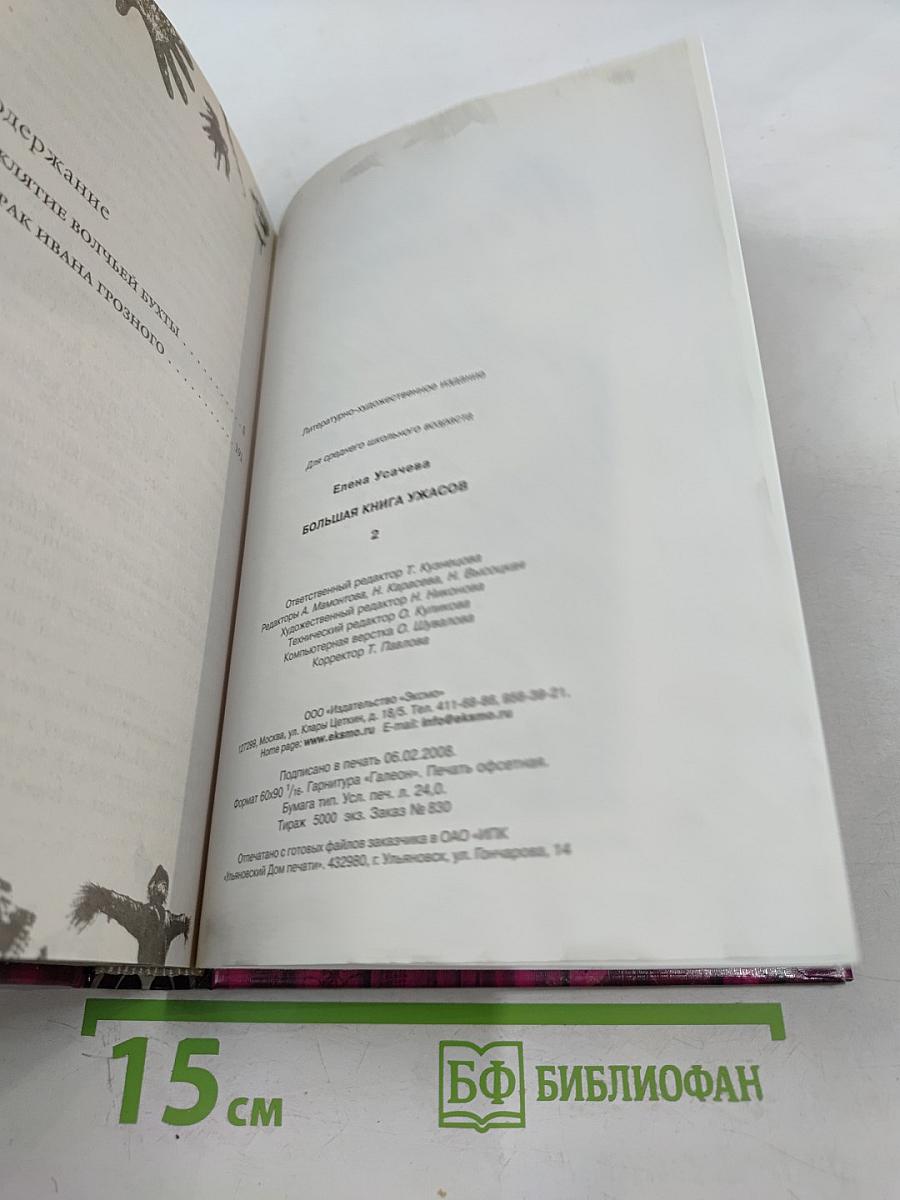 одержание
КЛЯТИЕ ВОЛЧЬЕЙ БУХТЫ
РАК ИВАНА ГРОЗНОГО
Литературно-художественное издание
Для среднего школьного возраста
Елена Усачева
БОЛЬШАЯ КНИГА УЖАСОВ
2
Ответственный редактор Т. Кузнецова
Редакторы А. Мамонтова, Н. Карасева, Н. Высоцкая
Художественный редактор Н. Никонова
Технический редактор О. Куликова
Компьютерная верстка О. Шувалова
Корректор Т. Павлова
ООО «Издательство «Эксмо»
127299, Москва, ул. Клары Цеткин, д. 18/5. Тел. 411-68-86, 956-39-21.
Home page: www.eksmo.ru E-mail: info@eksmo.ru
Подписано в печать 06.02.2008.
Формат 60x90 1/16. Гарнитура «Галеон». Печать офсетная.
Бумага тип. Усл. печ. л. 24,0.
Тираж 5000 экз. Заказ № 830
Отпечатано с готовых файлов заказчика в ОАО «ИПК
«Ульяновский Дом печати». 432980, г. Ульяновск, ул. Гончарова, 14
15 см
БФ БИБЛИОФАН